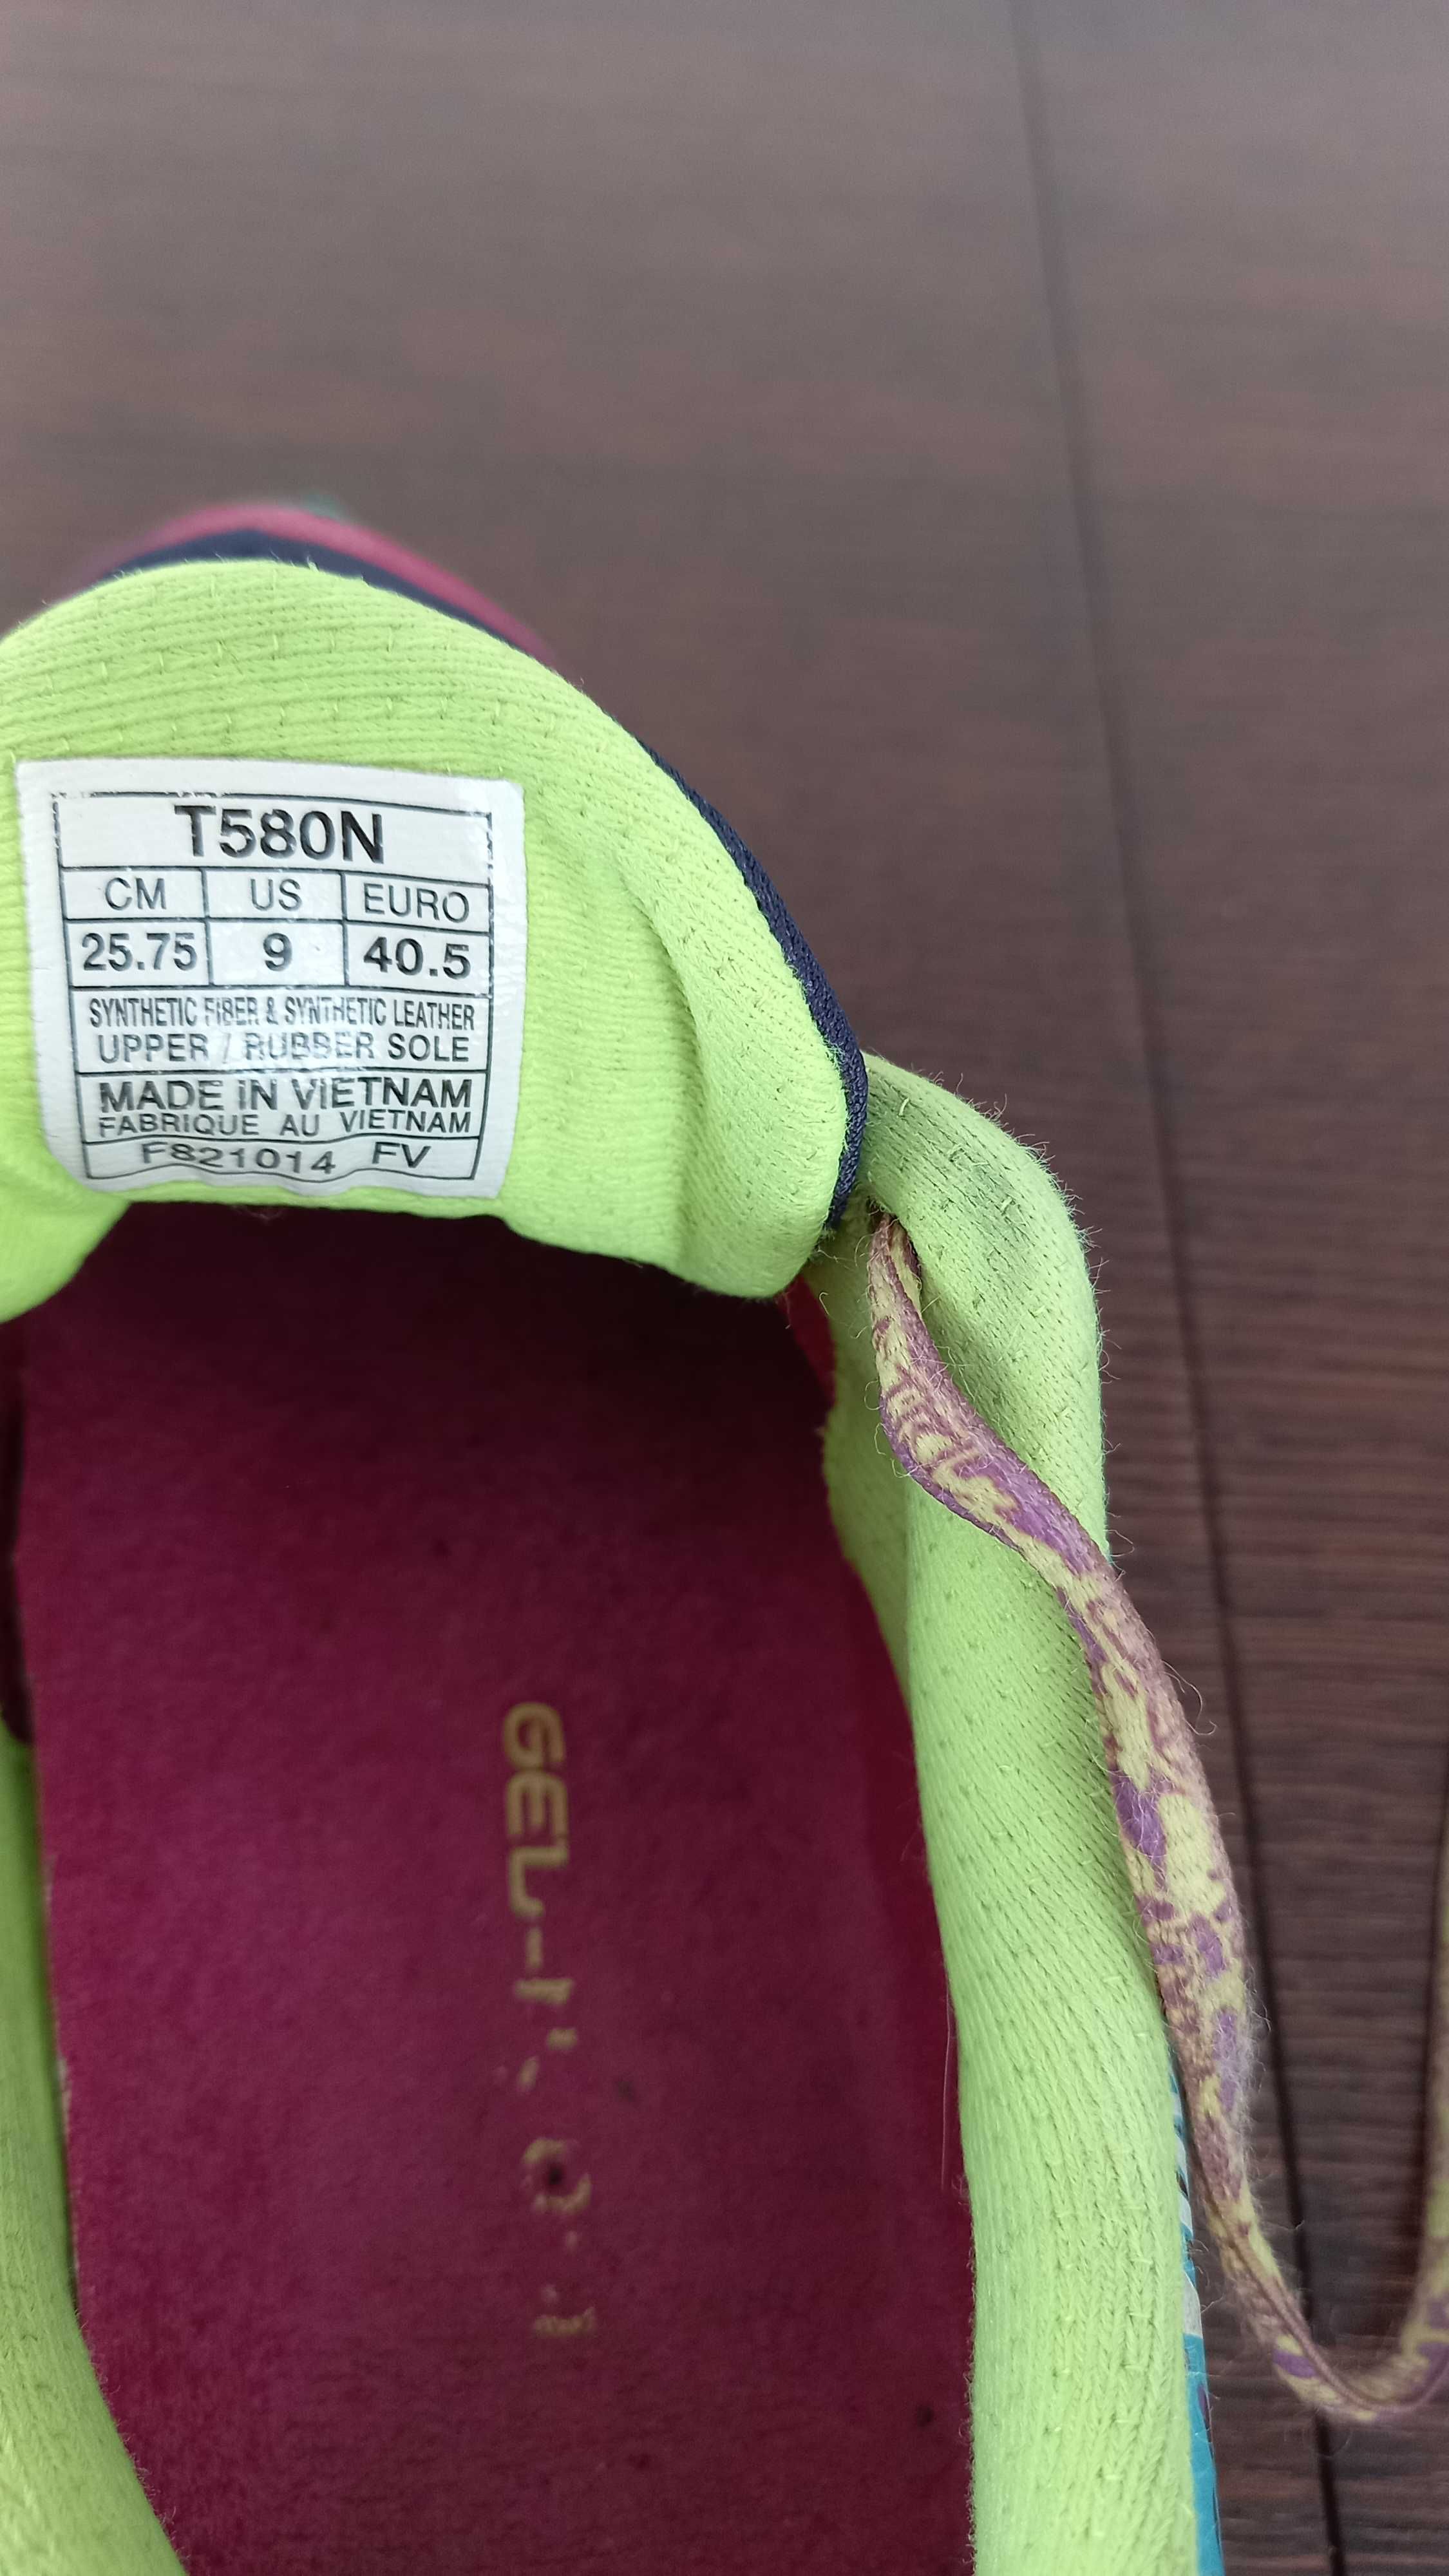 T580N
CM US EURO
25.75 9 40.5
SYNTHETIC FIBER & SYNTHETIC LEATHER
UPPER / RUBBER SOLE
MADE IN VIETNAM
FABRIQUE AU VIETNAM
F821014 FV
GEL-